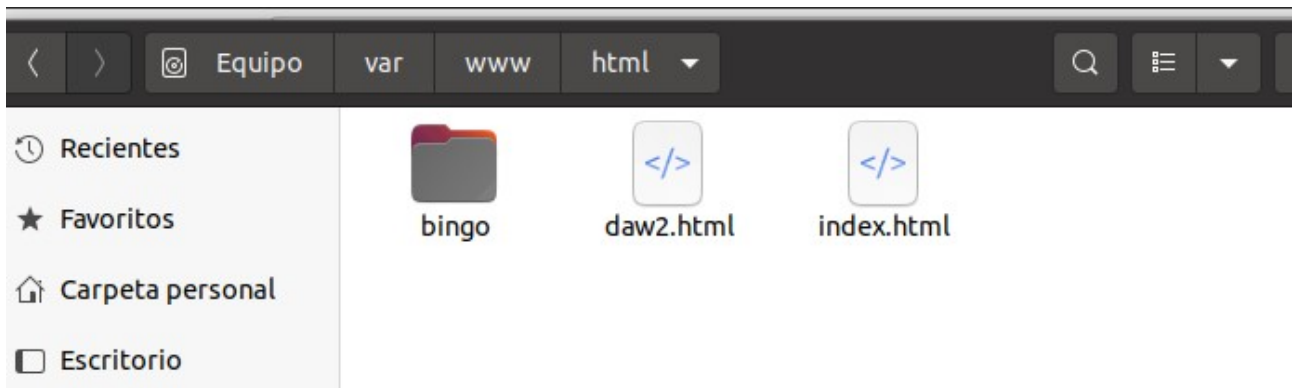 Equipo var www html
Recientes
Favoritos
Carpeta personal
Escritorio
bingo daw2.html index.html